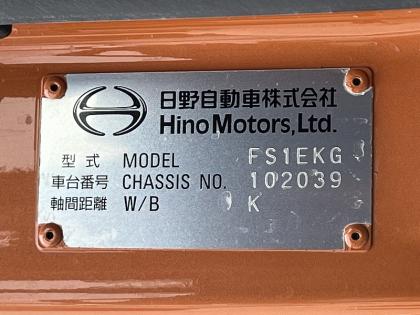 日野自動車株式会社
Hino Motors, Ltd.
型式 MODEL FS1EKG
車台番号 CHASSIS NO. 102039
軸間距離 W/B K